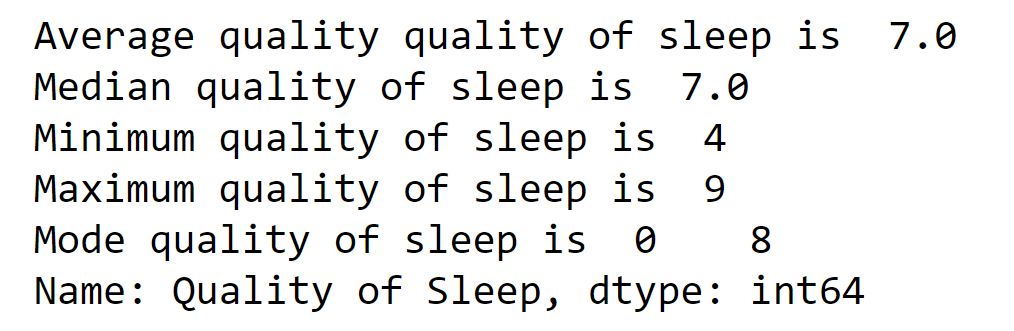 Average quality quality of sleep is  7.0
Median quality of sleep is  7.0
Minimum quality of sleep is  4
Maximum quality of sleep is  9
Mode quality of sleep is  0    8
Name: Quality of Sleep, dtype: int64